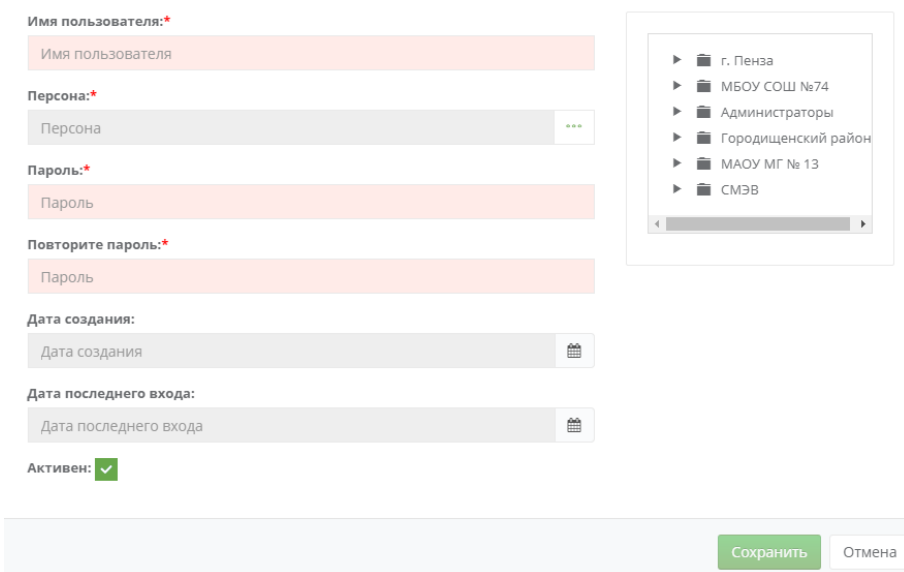 Имя пользователя:*
Имя пользователя
Персона:*
Персона
Пароль:*
Пароль
Повторите пароль:*
Пароль
Дата создания:
Дата создания
Дата последнего входа:
Дата последнего входа
Активен:
г. Пенза
МБОУ СОШ №74
Администраторы
Городищенский район
МАОУ МГ № 13
СМЭВ
Сохранить
Отмена